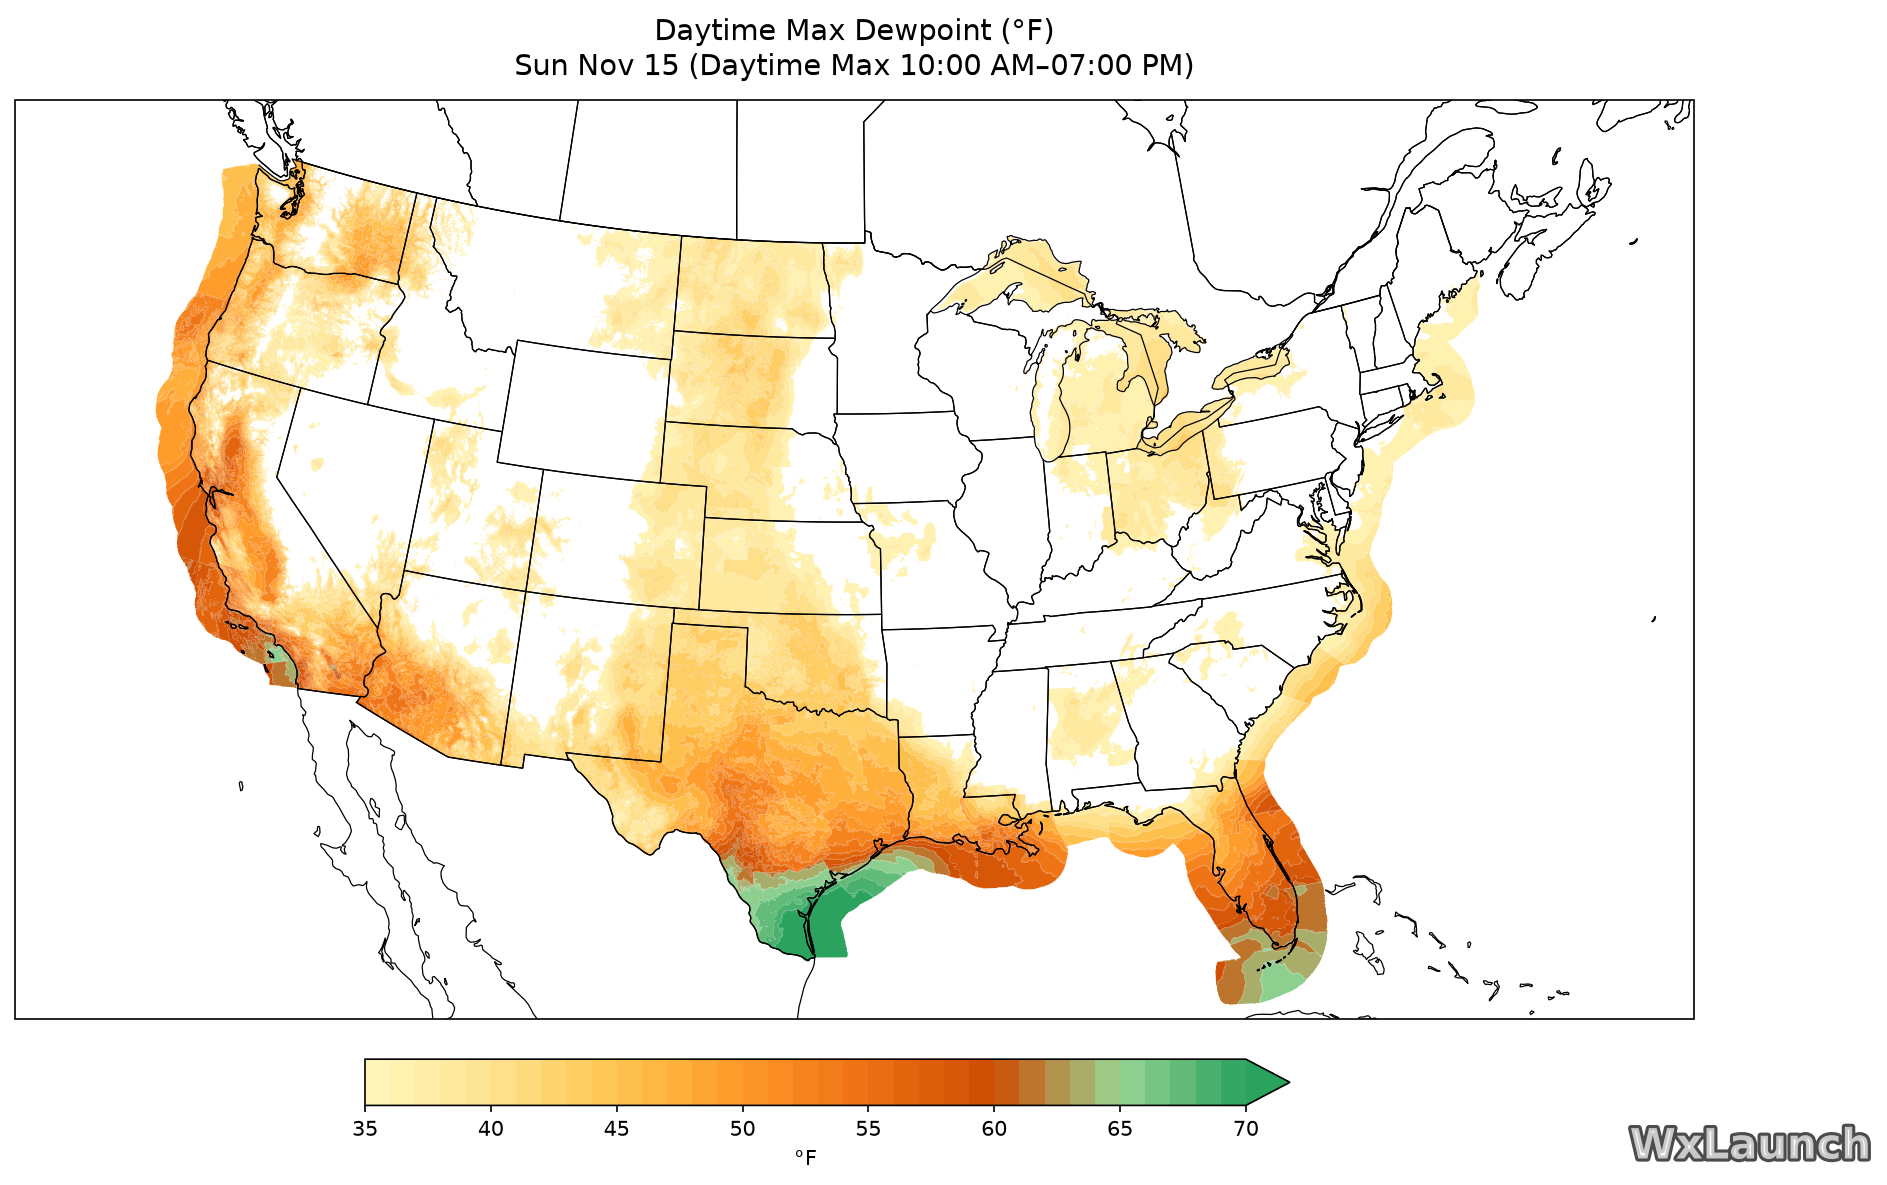 Daytime Max Dewpoint (°F)
Sun Nov 15 (Daytime Max 10:00 AM–07:00 PM)
35 40 45 50 55 60 65 70
°F
WxLaunch